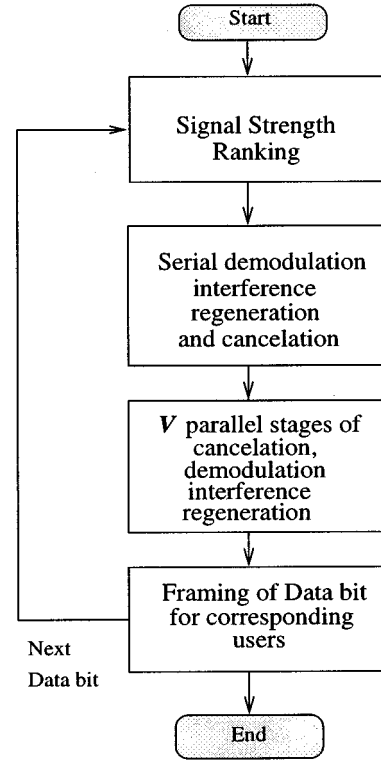 Start
Signal Strength
Ranking
Serial demodulation
interference
regeneration
and cancelation
V parallel stages of
cancelation,
demodulation
interference
regeneration
Framing of Data bit
for corresponding
users
Next
Data bit
End